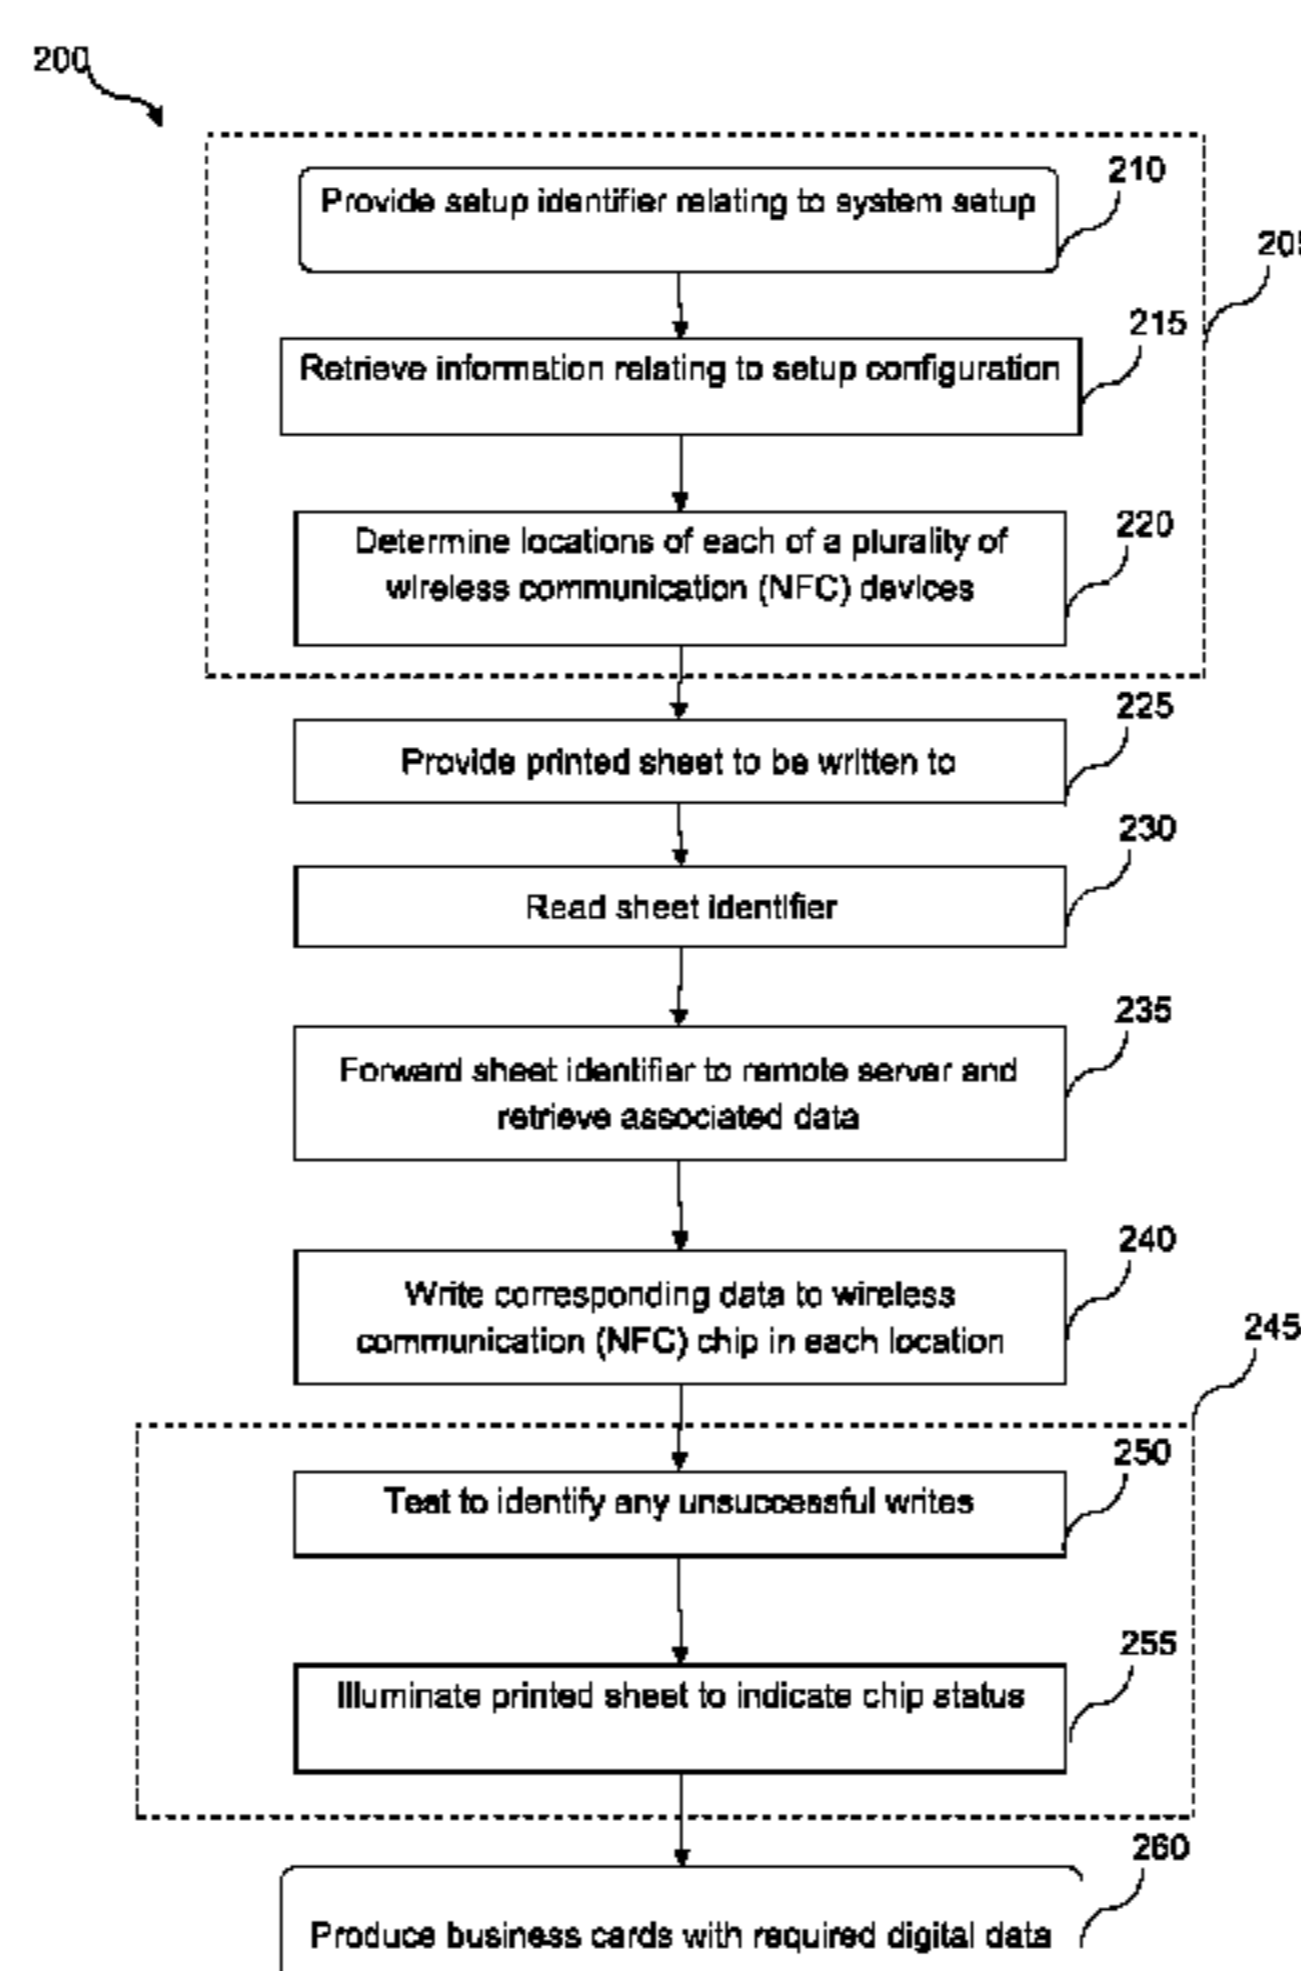 200
Provide setup identifier relating to system setup
210
205
Retrieve information relating to setup configuration
215
Determine locations of each of a plurality of
wireless communication (NFC) devices
220
Provide printed sheet to be written to
225
Read sheet identifier
230
Forward sheet identifier to remote server and
retrieve associated data
235
Write corresponding data to wireless
communication (NFC) chip in each location
240
245
Test to identify any unsuccessful writes
250
Illuminate printed sheet to indicate chip status
255
Produce business cards with required digital data
260